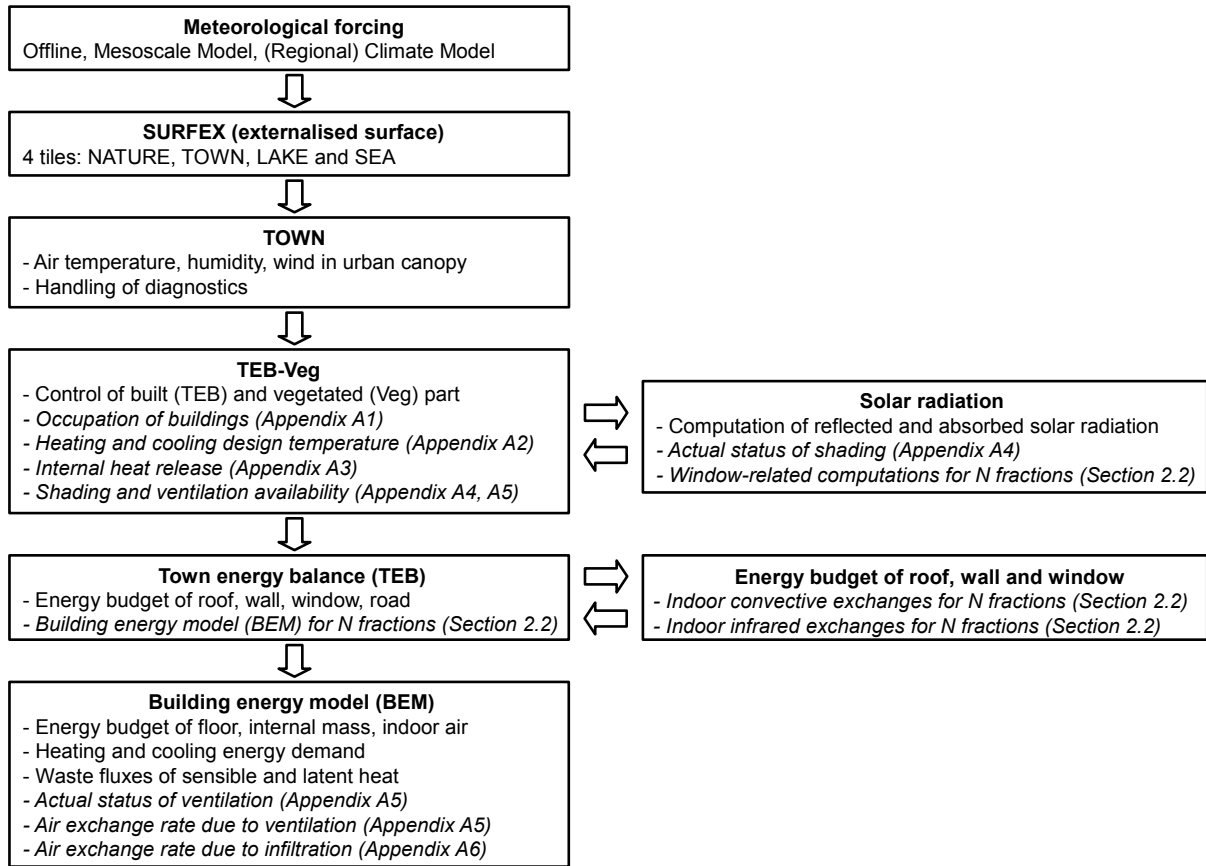 Meteorological forcing
Offline, Mesoscale Model, (Regional) Climate Model
SURFEX (externalised surface)
4 tiles: NATURE, TOWN, LAKE and SEA
TOWN
- Air temperature, humidity, wind in urban canopy
- Handling of diagnostics
TEB-Veg
- Control of built (TEB) and vegetated (Veg) part
- Occupation of buildings (Appendix A1)
- Heating and cooling design temperature (Appendix A2)
- Internal heat release (Appendix A3)
- Shading and ventilation availability (Appendix A4, A5)
Solar radiation
- Computation of reflected and absorbed solar radiation
- Actual status of shading (Appendix A4)
- Window-related computations for N fractions (Section 2.2)
Town energy balance (TEB)
- Energy budget of roof, wall, window, road
- Building energy model (BEM) for N fractions (Section 2.2)
Energy budget of roof, wall and window
- Indoor convective exchanges for N fractions (Section 2.2)
- Indoor infrared exchanges for N fractions (Section 2.2)
Building energy model (BEM)
- Energy budget of floor, internal mass, indoor air
- Heating and cooling energy demand
- Waste fluxes of sensible and latent heat
- Actual status of ventilation (Appendix A5)
- Air exchange rate due to ventilation (Appendix A5)
- Air exchange rate due to infiltration (Appendix A6)